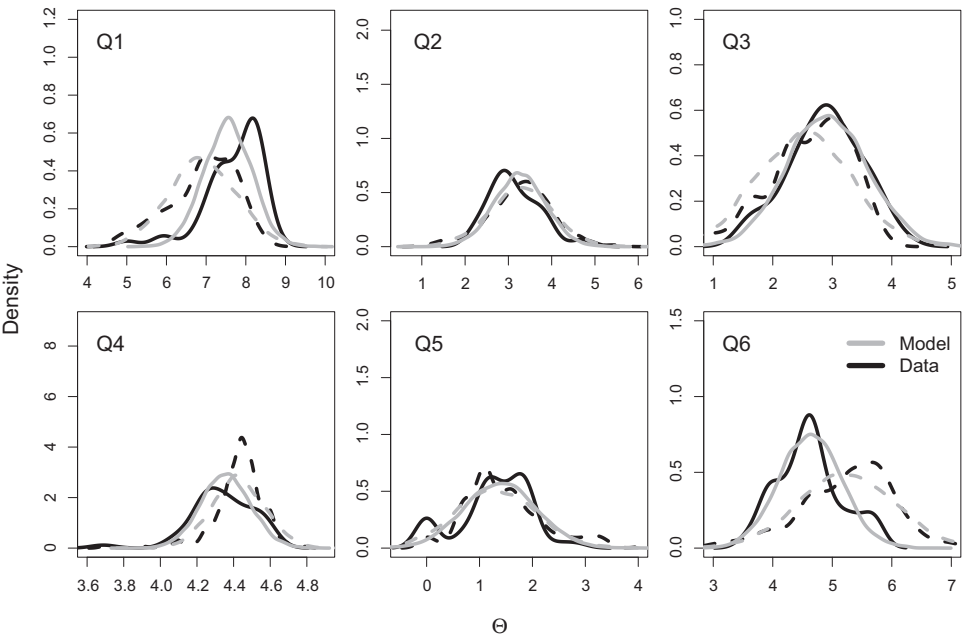 Q1
0.0 0.2 0.4 0.6 0.8 1.0 1.2
4 5 6 7 8 9 10
Q2
0.0 0.5 1.0 1.5 2.0
1 2 3 4 5 6
Q3
0.0 0.2 0.4 0.6 0.8 1.0
1 2 3 4 5
Density
Q4
0 2 4 6 8
3.6 3.8 4.0 4.2 4.4 4.6 4.8
Q5
0.0 0.5 1.0 1.5 2.0
0 1 2 3 4
Q6
Model
Data
0.0 0.5 1.0 1.5
3 4 5 6 7
Θ